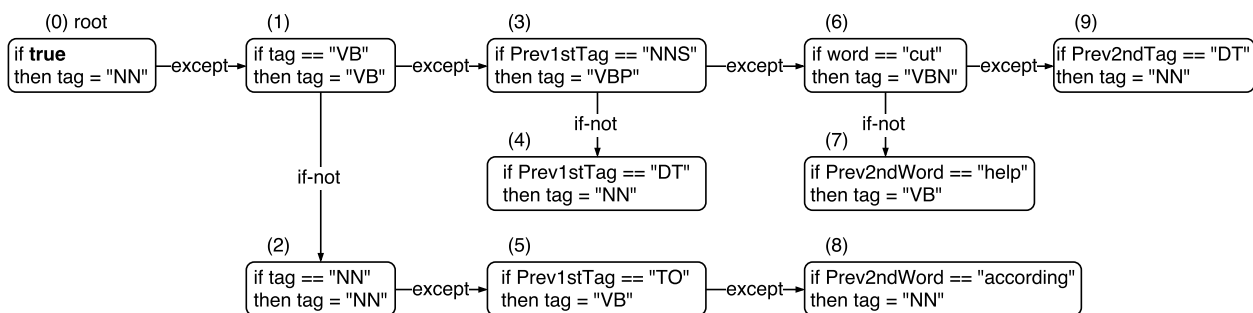 (0) root
if true
then tag = "NN"
except
(1)
if tag == "VB"
then tag = "VB"
except
(3)
if Prev1stTag == "NNS"
then tag = "VBP"
except
(6)
if word == "cut"
then tag = "VBN"
except
(9)
if Prev2ndTag == "DT"
then tag = "NN"
if-not
if-not
if-not
(4)
if Prev1stTag == "DT"
then tag = "NN"
(7)
if Prev2ndWord == "help"
then tag = "VB"
(2)
if tag == "NN"
then tag = "NN"
except
(5)
if Prev1stTag == "TO"
then tag = "VB"
except
(8)
if Prev2ndWord == "according"
then tag = "NN"